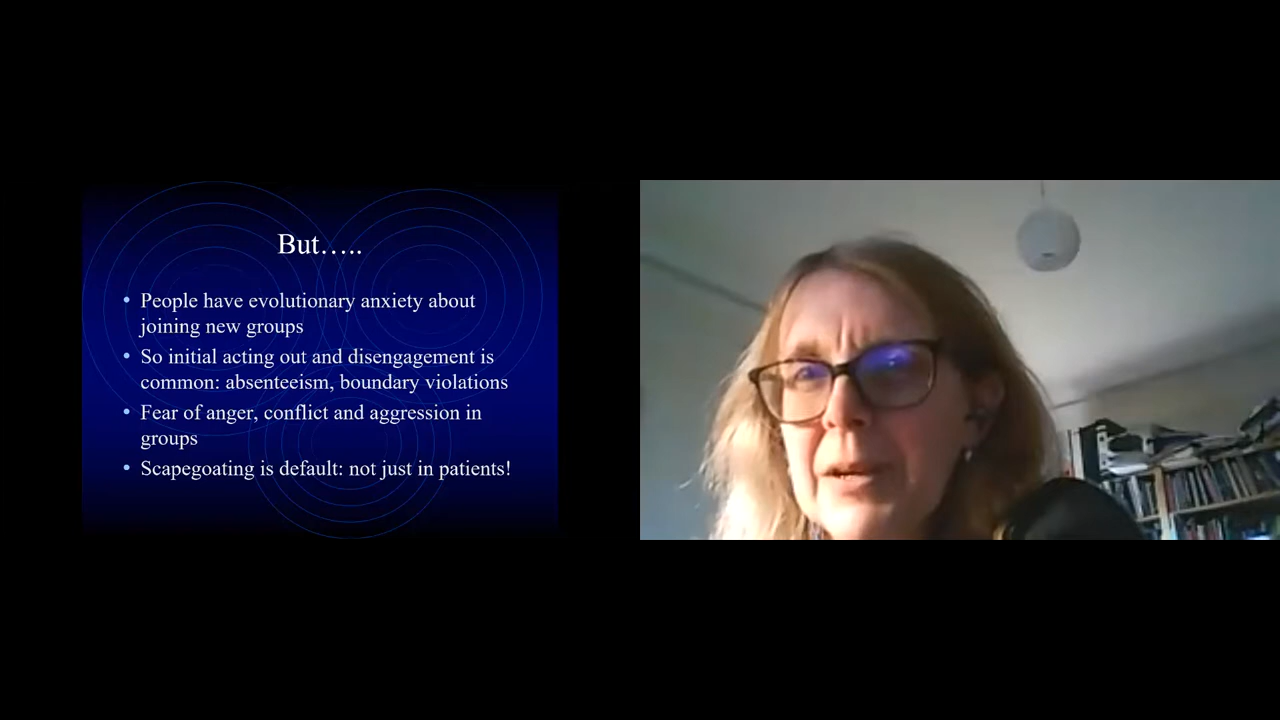 But…..
• People have evolutionary anxiety about
joining new groups
• So initial acting out and disengagement is
common: absenteeism, boundary violations
• Fear of anger, conflict and aggression in
groups
• Scapegoating is default: not just in patients!